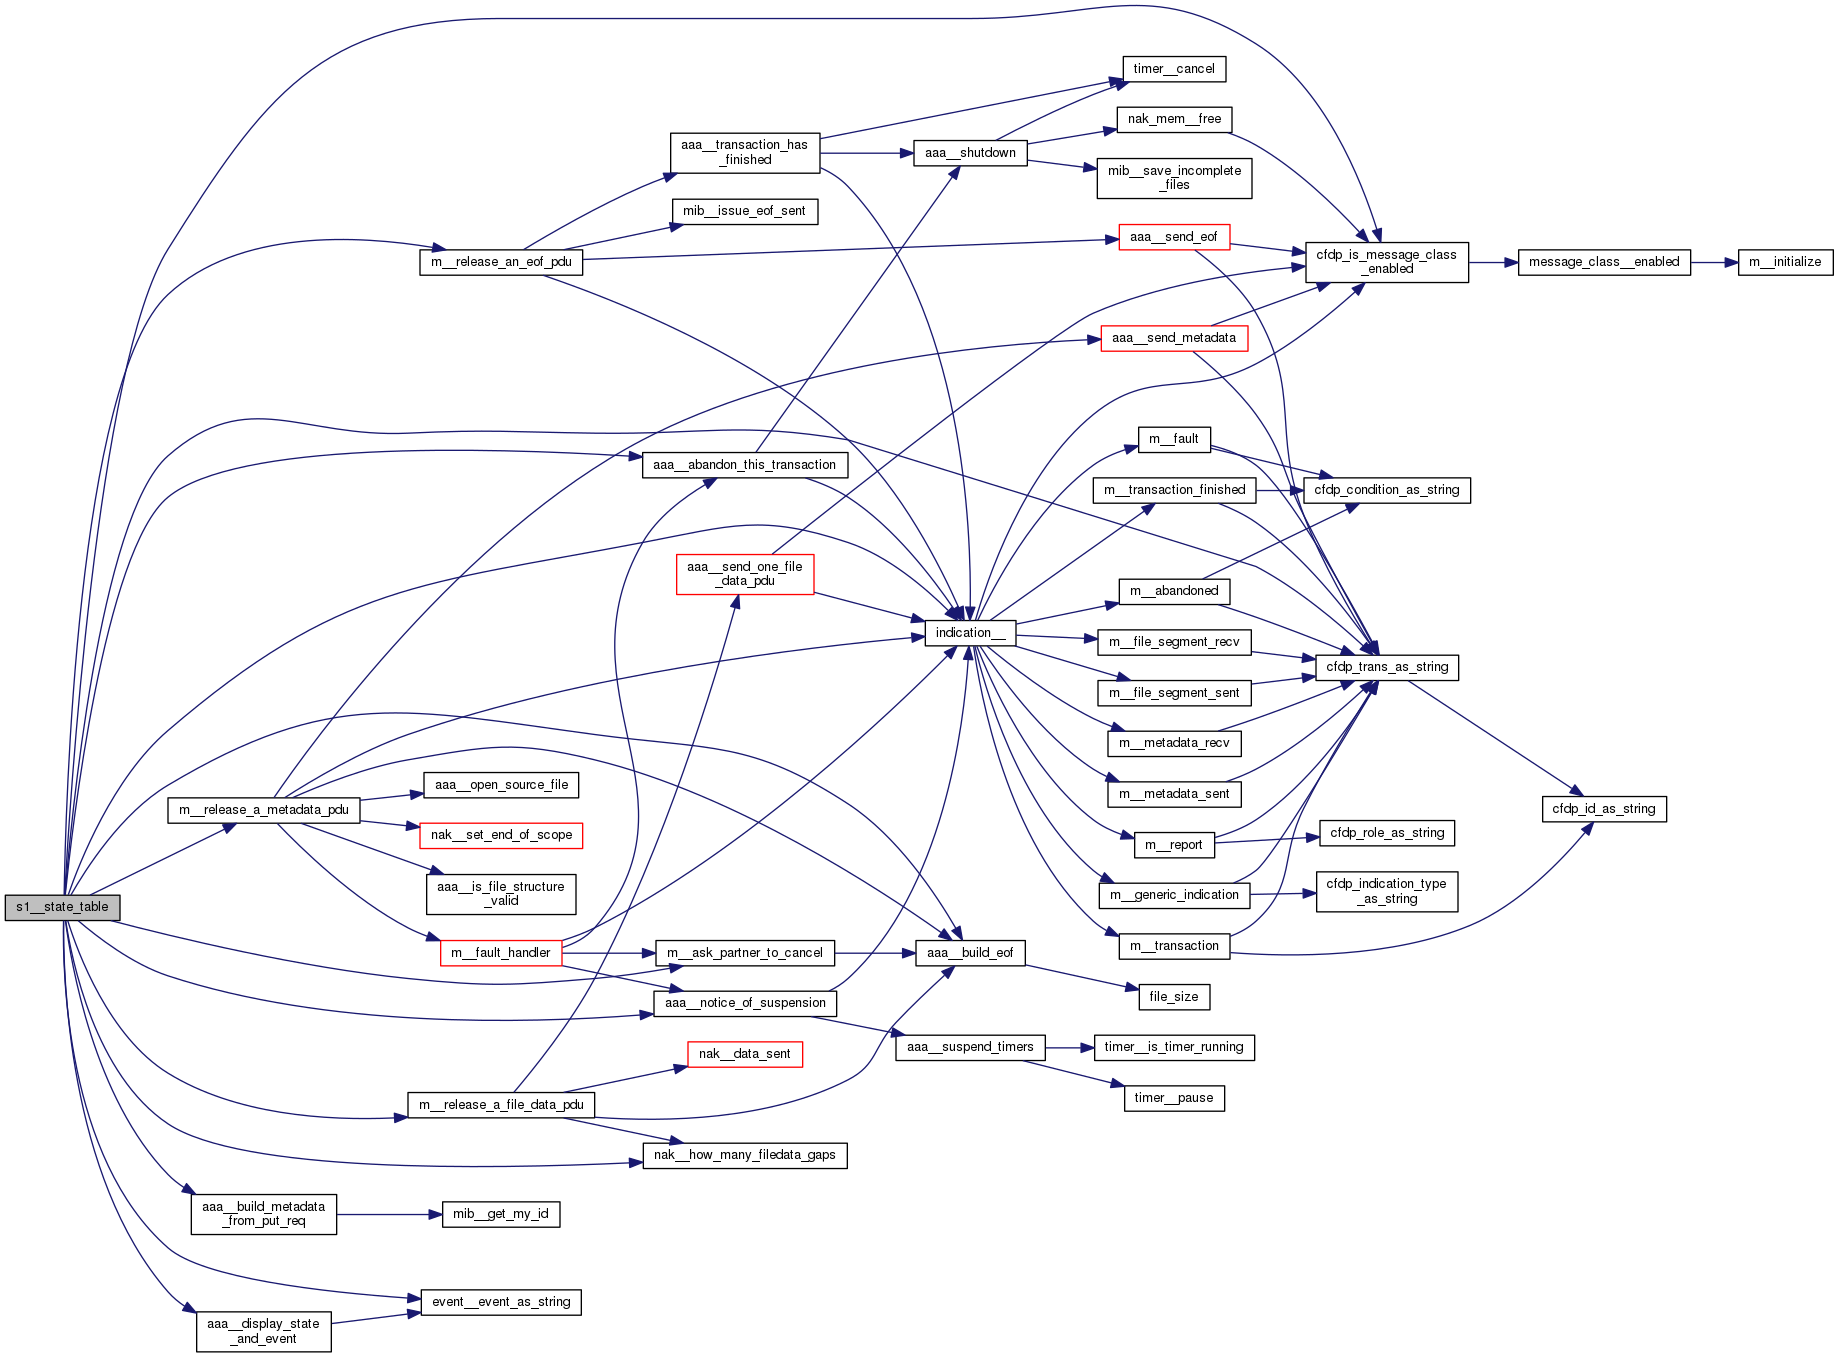 timer__cancel
nak_mem__free
aaa__transaction_has
_finished
aaa__shutdown
mib__save_incomplete
_files
mib__issue_eof_sent
aaa__send_eof
m__release_an_eof_pdu
cfdp_is_message_class
_enabled
message_class__enabled
m__initialize
aaa__send_metadata
m__fault
aaa__abandon_this_transaction
m__transaction_finished
cfdp_condition_as_string
aaa__send_one_file
_data_pdu
m__abandoned
indication__
m__file_segment_recv
cfdp_trans_as_string
m__file_segment_sent
m__metadata_recv
aaa__open_source_file
m__metadata_sent
m__release_a_metadata_pdu
cfdp_id_as_string
nak__set_end_of_scope
m__report
cfdp_role_as_string
aaa__is_file_structure
_valid
m__generic_indication
cfdp_indication_type
_as_string
s1__state_table
m__transaction
m__fault_handler
m__ask_partner_to_cancel
aaa__build_eof
file_size
aaa__notice_of_suspension
aaa__suspend_timers
timer__is_timer_running
nak__data_sent
timer__pause
m__release_a_file_data_pdu
nak__how_many_filedata_gaps
aaa__build_metadata
_from_put_req
mib__get_my_id
event__event_as_string
aaa__display_state
_and_event